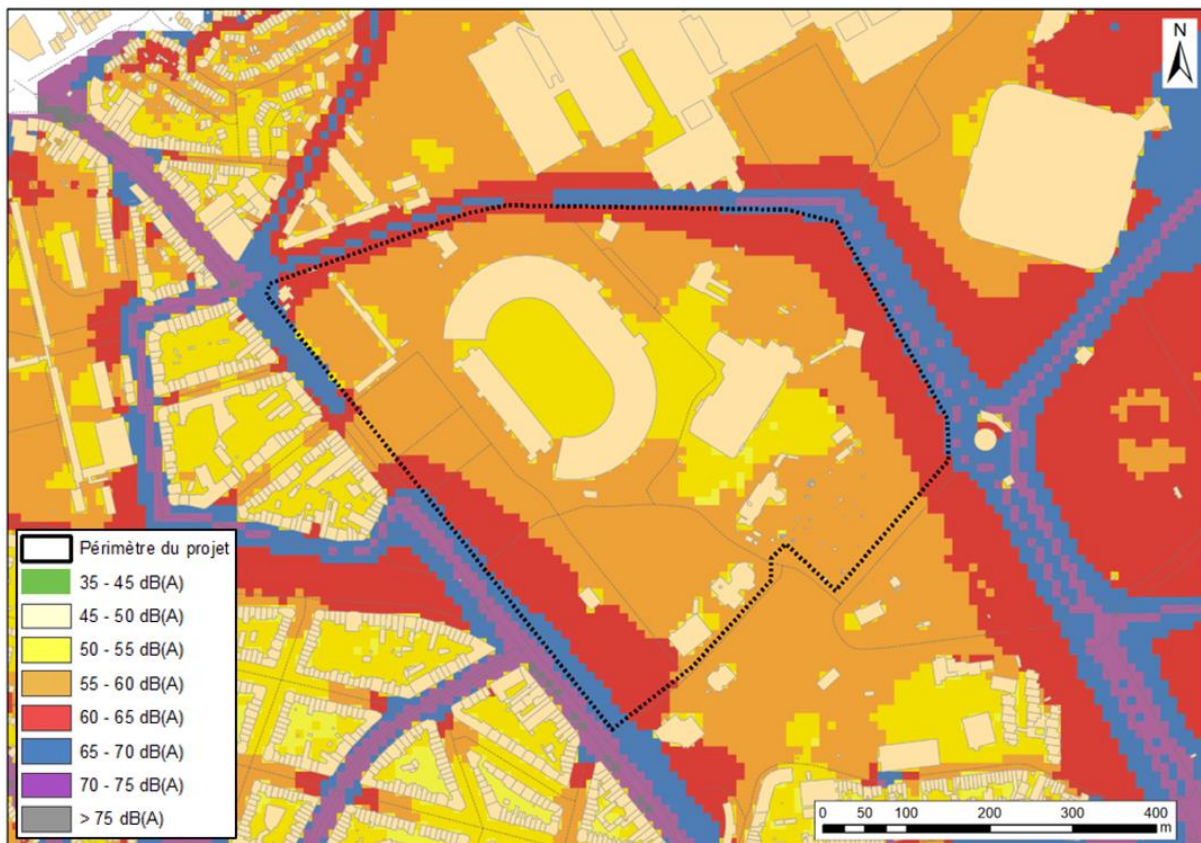 N
Périmètre du projet
35 - 45 dB(A)
45 - 50 dB(A)
50 - 55 dB(A)
55 - 60 dB(A)
60 - 65 dB(A)
65 - 70 dB(A)
70 - 75 dB(A)
> 75 dB(A)
0 50 100 200 300 400
m